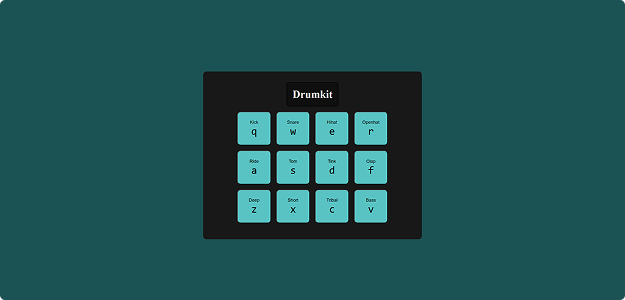 Drumkit
Kick Snare Hihat Openhat
q w e r
Ride Tom Tink Clap
a s d f
Deep Short Tribal Bass
z x c v